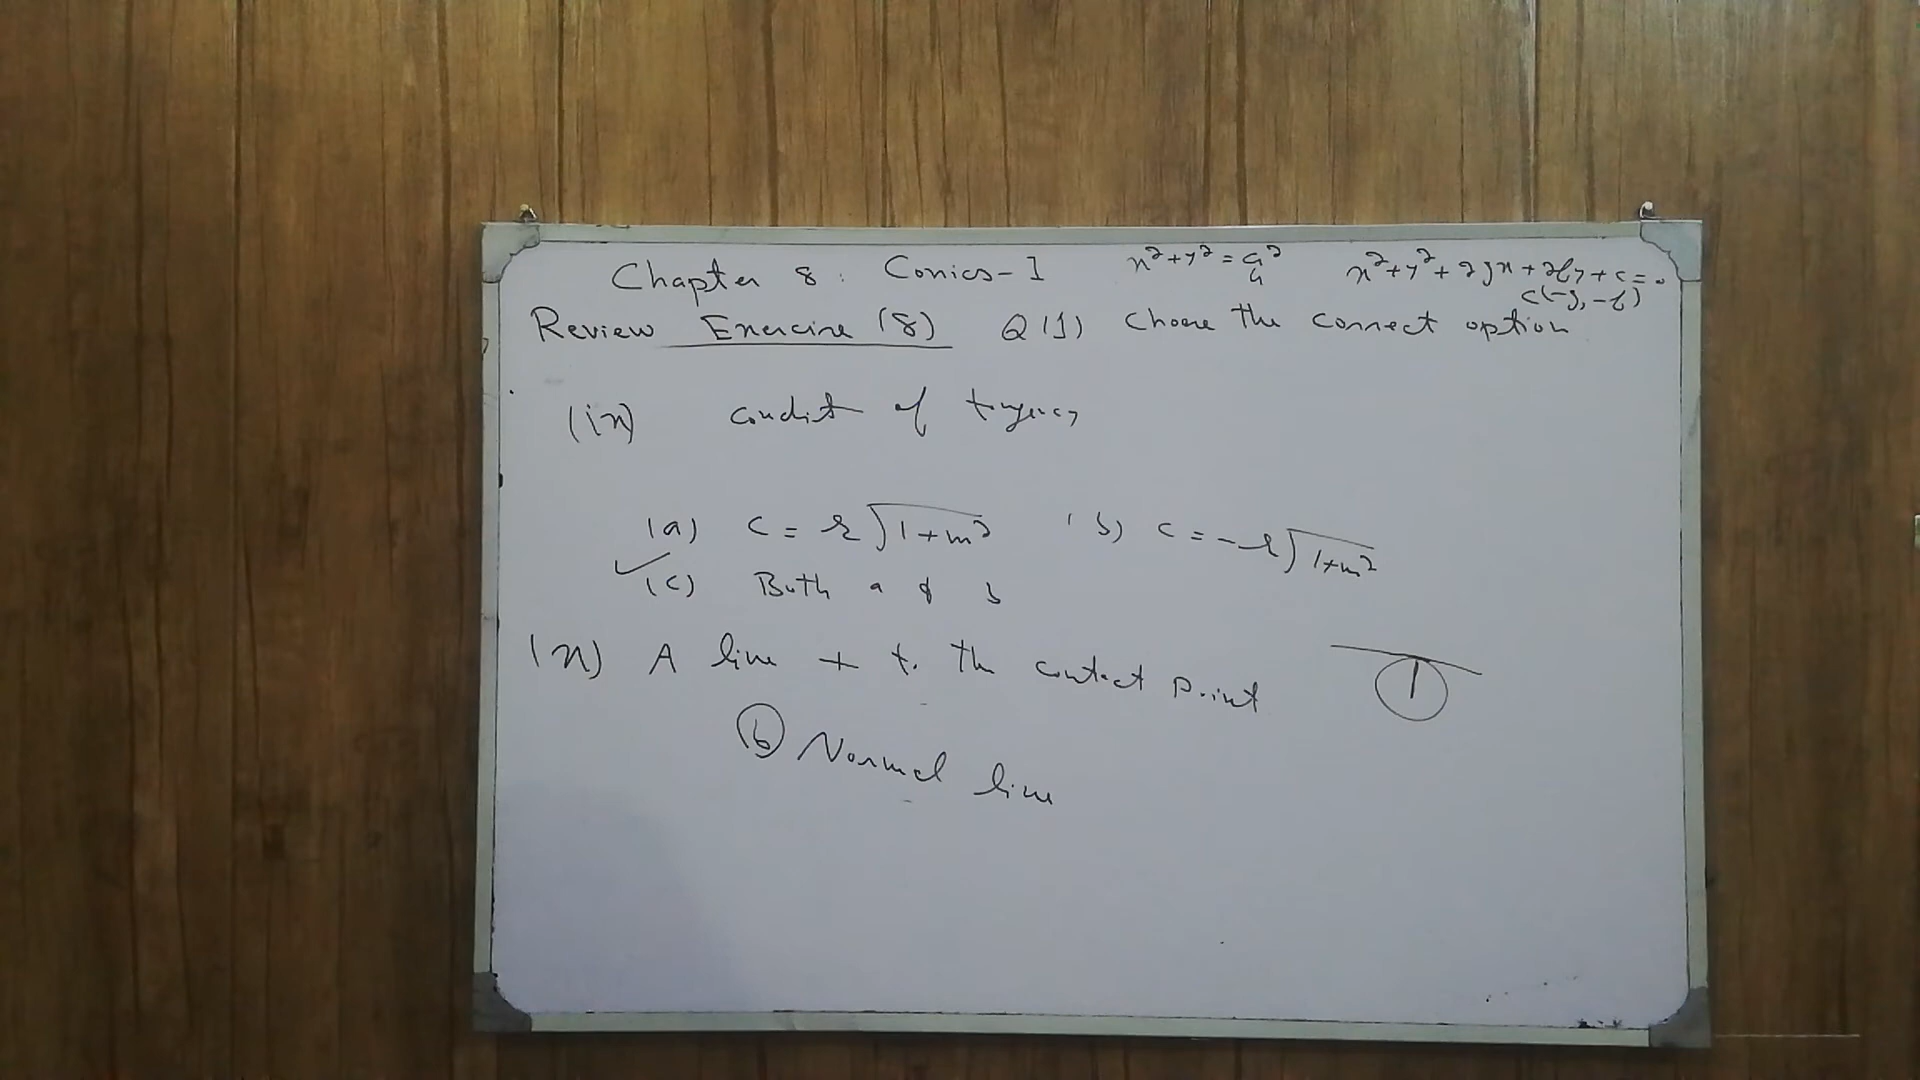 Chapter 8: Conics-I x²+y²=a² x²+y²+2gx+2fy+c=0
c(-g, -f)
Review Exercise (8) Q(1) Choose the correct option
(ix) condit of tangency
(a) c = r√1+m² (b) c = -r√1+m²
✓(c) Both a & b
(x) A line + to the contact point
(b) Normal line